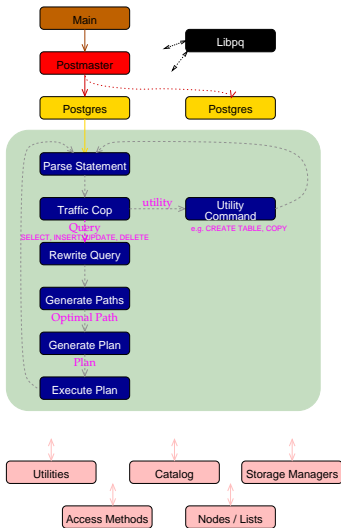 Main
Libpq
Postmaster
Postgres
Postgres
Parse Statement
utility
Traffic Cop
Utility
Command
Query
SELECT, INSERT, UPDATE, DELETE
e.g. CREATE TABLE, COPY
Rewrite Query
Generate Paths
Optimal Path
Generate Plan
Plan
Execute Plan
Utilities
Catalog
Storage Managers
Access Methods
Nodes / Lists